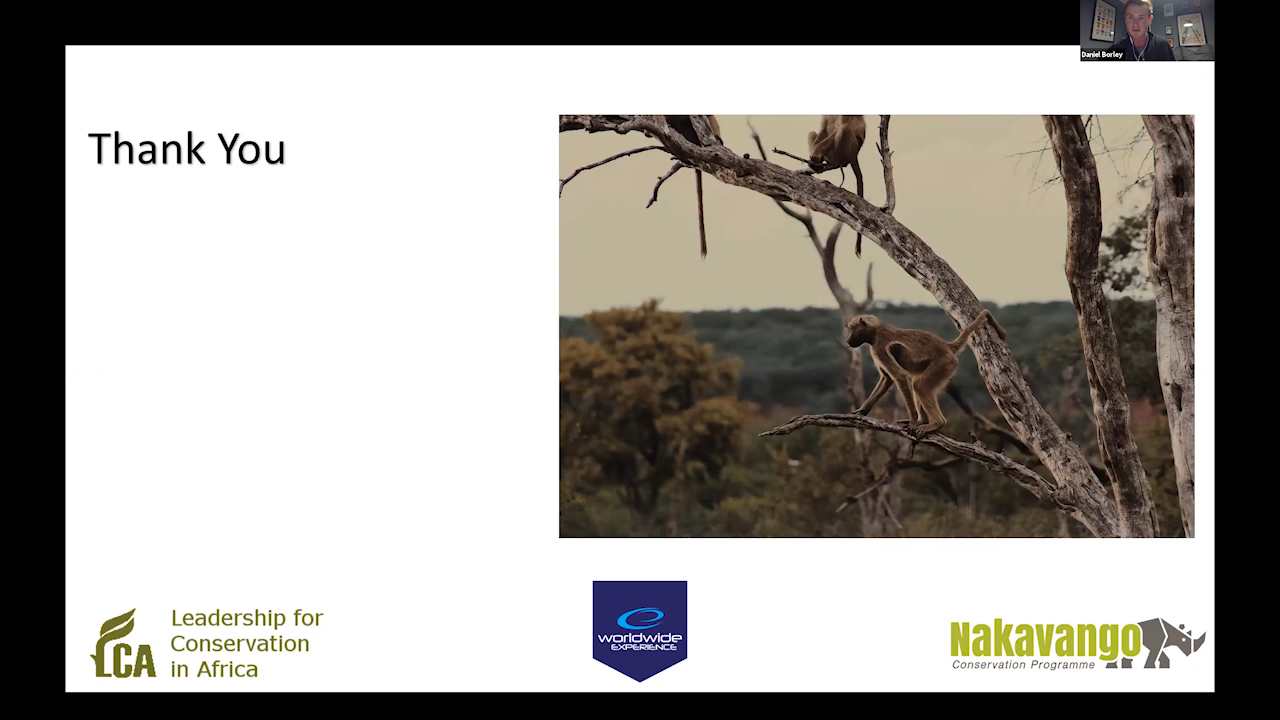 Daniel Borley
Thank You
LCA
Leadership for
Conservation
in Africa
worldwide
EXPERIENCE
Nakavango
Conservation Programme